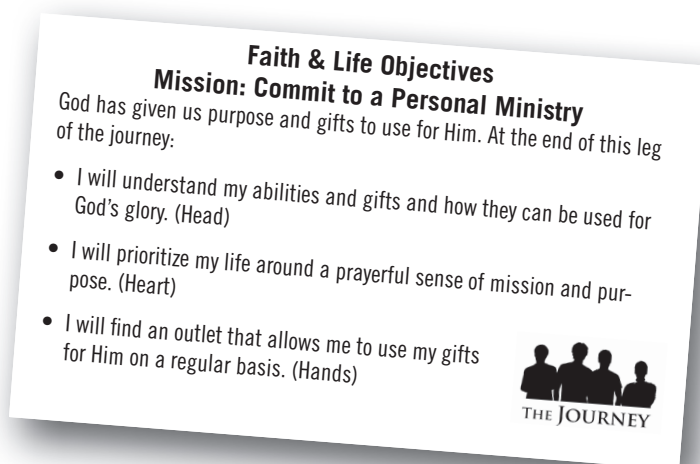 Faith & Life Objectives
Mission: Commit to a Personal Ministry
God has given us purpose and gifts to use for Him. At the end of this leg
of the journey:
• I will understand my abilities and gifts and how they can be used for
God's glory. (Head)
• I will prioritize my life around a prayerful sense of mission and pur-
pose. (Heart)
• I will find an outlet that allows me to use my gifts
for Him on a regular basis. (Hands)
THE JOURNEY